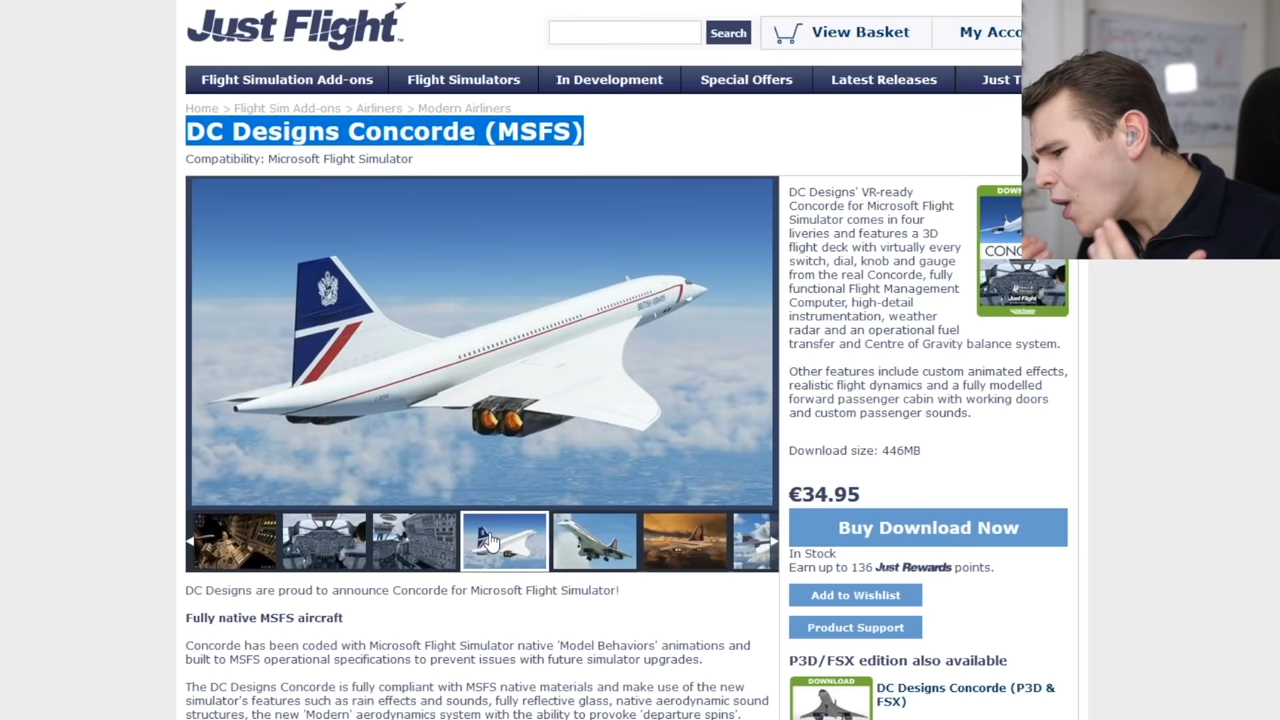 Just Flight
Search
View Basket
My Acco
Flight Simulation Add-ons
Flight Simulators
In Development
Special Offers
Latest Releases
Just T
Home > Flight Sim Add-ons > Airliners > Modern Airliners
DC Designs Concorde (MSFS)
Compatibility: Microsoft Flight Simulator
DC Designs' VR-ready
Concorde for Microsoft Flight
Simulator comes in four
liveries and features a 3D
flight deck with virtually every
switch, dial, knob and gauge
from the real Concorde, fully
functional Flight Management
Computer, high-detail
instrumentation, weather
radar and an operational fuel
transfer and Centre of Gravity balance system.
DOWN
CONC
Just Flight
Other features include custom animated effects,
realistic flight dynamics and a fully modelled
forward passenger cabin with working doors
and custom passenger sounds.
Download size: 446MB
€34.95
Buy Download Now
In Stock
Earn up to 136 Just Rewards points.
Add to Wishlist
Product Support
P3D/FSX edition also available
DOWNLOAD
DC Designs Concorde (P3D &
FSX)
DC Designs are proud to announce Concorde for Microsoft Flight Simulator!
Fully native MSFS aircraft
Concorde has been coded with Microsoft Flight Simulator native 'Model Behaviors' animations and
built to MSFS operational specifications to prevent issues with future simulator upgrades.
The DC Designs Concorde is fully compliant with MSFS native materials and make use of the new
simulator's features such as rain effects and sounds, fully reflective glass, native aerodynamic sound
structures, the new 'Modern' aerodynamics system with the ability to provoke 'departure spins'.